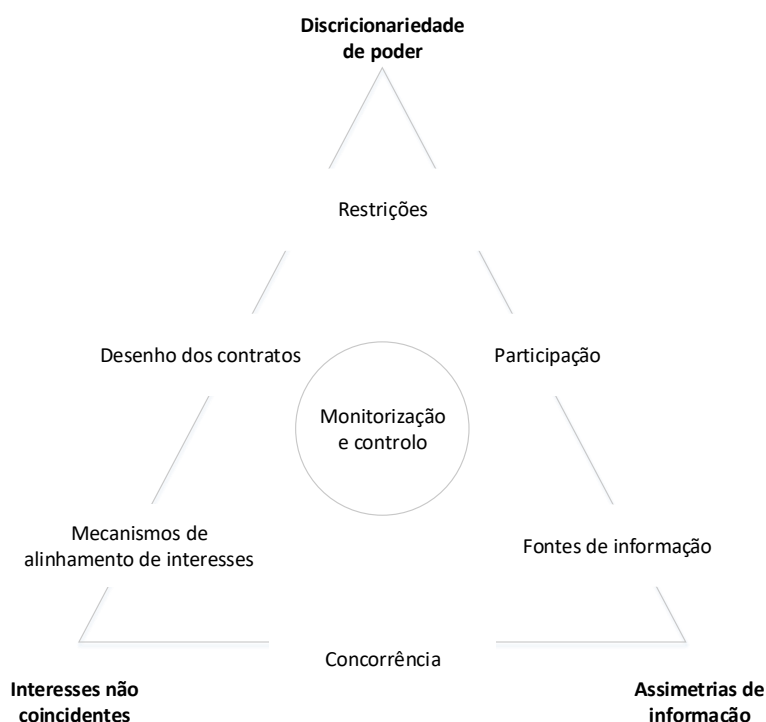 Discricionariedade
de poder
Restrições
Desenho dos contratos
Participação
Monitorização
e controlo
Mecanismos de
alinhamento de interesses
Fontes de informação
Concorrência
Interesses não
coincidentes
Assimetrias de
informação